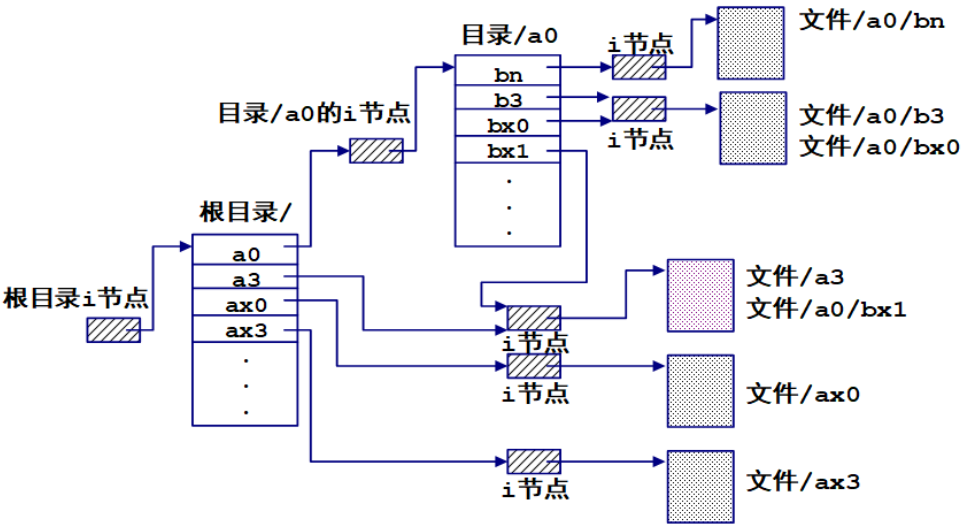 目录/a0
i节点
文件/a0/bn
bn
目录/a0的i节点
b3
bx0
i节点
文件/a0/b3
文件/a0/bx0
bx1
.
.
.
根目录/
a0
a3
文件/a3
根目录i节点
ax0
文件/a0/bx1
ax3
i节点
.
.
.
i节点
文件/ax0
i节点
文件/ax3